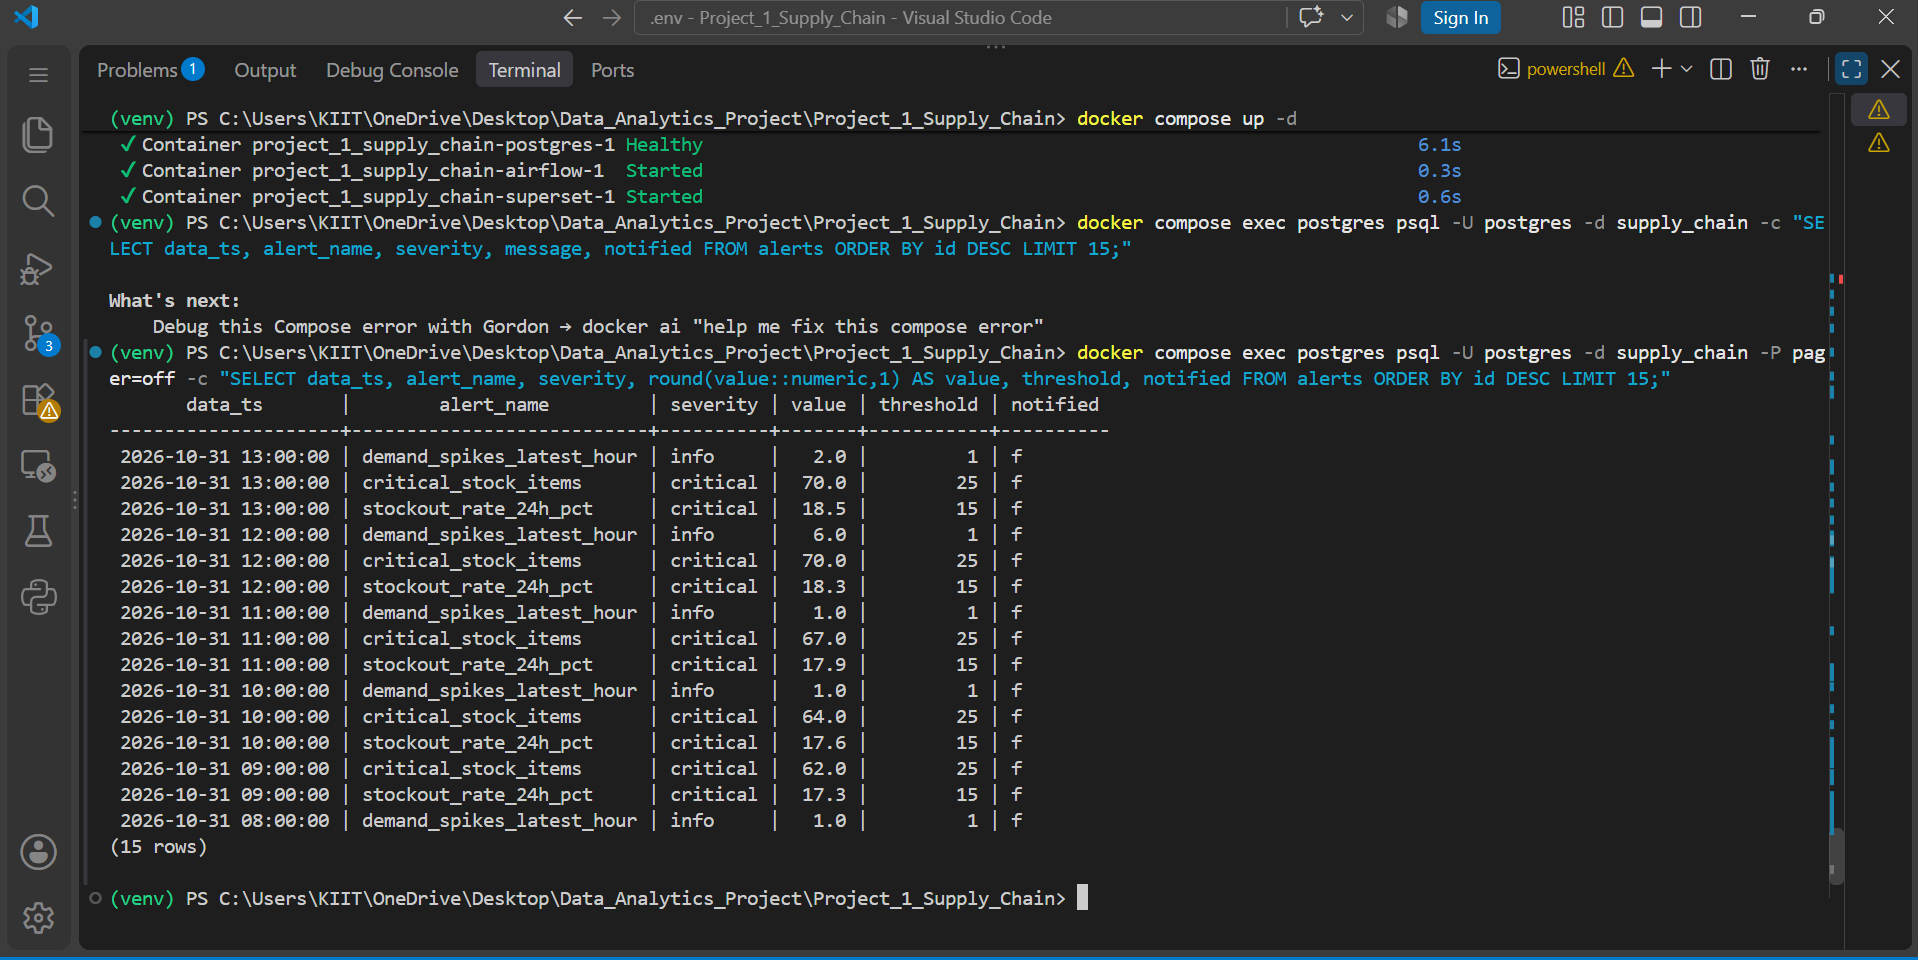 .env - Project_1_Supply_Chain - Visual Studio Code
Sign In
Problems 1 Output Debug Console Terminal Ports
powershell
(venv) PS C:\Users\KIIT\OneDrive\Desktop\Data_Analytics_Project\Project_1_Supply_Chain> docker compose up -d
✓ Container project_1_supply_chain-postgres-1 Healthy 6.1s
✓ Container project_1_supply_chain-airflow-1 Started 0.3s
✓ Container project_1_supply_chain-superset-1 Started 0.6s
(venv) PS C:\Users\KIIT\OneDrive\Desktop\Data_Analytics_Project\Project_1_Supply_Chain> docker compose exec postgres psql -U postgres -d supply_chain -c "SE
LECT data_ts, alert_name, severity, message, notified FROM alerts ORDER BY id DESC LIMIT 15;"
What's next:
Debug this Compose error with Gordon → docker ai "help me fix this compose error"
(venv) PS C:\Users\KIIT\OneDrive\Desktop\Data_Analytics_Project\Project_1_Supply_Chain> docker compose exec postgres psql -U postgres -d supply_chain -P pag
er=off -c "SELECT data_ts, alert_name, severity, round(value::numeric,1) AS value, threshold, notified FROM alerts ORDER BY id DESC LIMIT 15;"
data_ts | alert_name | severity | value | threshold | notified
---------------------+----------------------------+----------+-------+-----------+----------
2026-10-31 13:00:00 | demand_spikes_latest_hour | info | 2.0 | 1 | f
2026-10-31 13:00:00 | critical_stock_items | critical | 70.0 | 25 | f
2026-10-31 13:00:00 | stockout_rate_24h_pct | critical | 18.5 | 15 | f
2026-10-31 12:00:00 | demand_spikes_latest_hour | info | 6.0 | 1 | f
2026-10-31 12:00:00 | critical_stock_items | critical | 70.0 | 25 | f
2026-10-31 12:00:00 | stockout_rate_24h_pct | critical | 18.3 | 15 | f
2026-10-31 11:00:00 | demand_spikes_latest_hour | info | 1.0 | 1 | f
2026-10-31 11:00:00 | critical_stock_items | critical | 67.0 | 25 | f
2026-10-31 11:00:00 | stockout_rate_24h_pct | critical | 17.9 | 15 | f
2026-10-31 10:00:00 | demand_spikes_latest_hour | info | 1.0 | 1 | f
2026-10-31 10:00:00 | critical_stock_items | critical | 64.0 | 25 | f
2026-10-31 10:00:00 | stockout_rate_24h_pct | critical | 17.6 | 15 | f
2026-10-31 09:00:00 | critical_stock_items | critical | 62.0 | 25 | f
2026-10-31 09:00:00 | stockout_rate_24h_pct | critical | 17.3 | 15 | f
2026-10-31 08:00:00 | demand_spikes_latest_hour | info | 1.0 | 1 | f
(15 rows)
(venv) PS C:\Users\KIIT\OneDrive\Desktop\Data_Analytics_Project\Project_1_Supply_Chain>
3